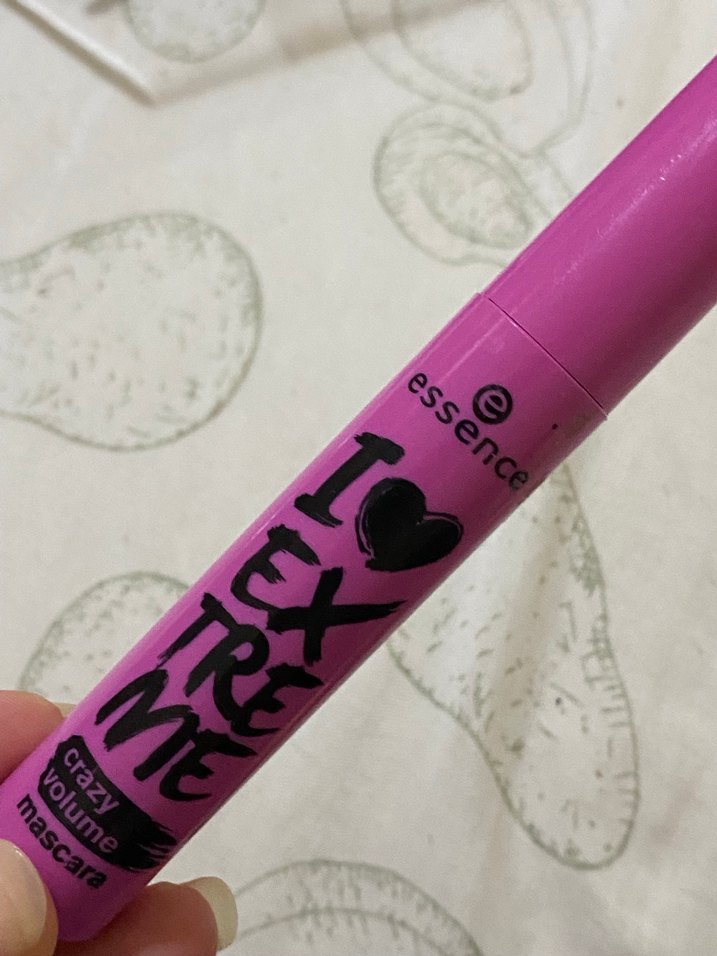 e
essence
I
EX
TRE
ME
crazy
volume
mascara